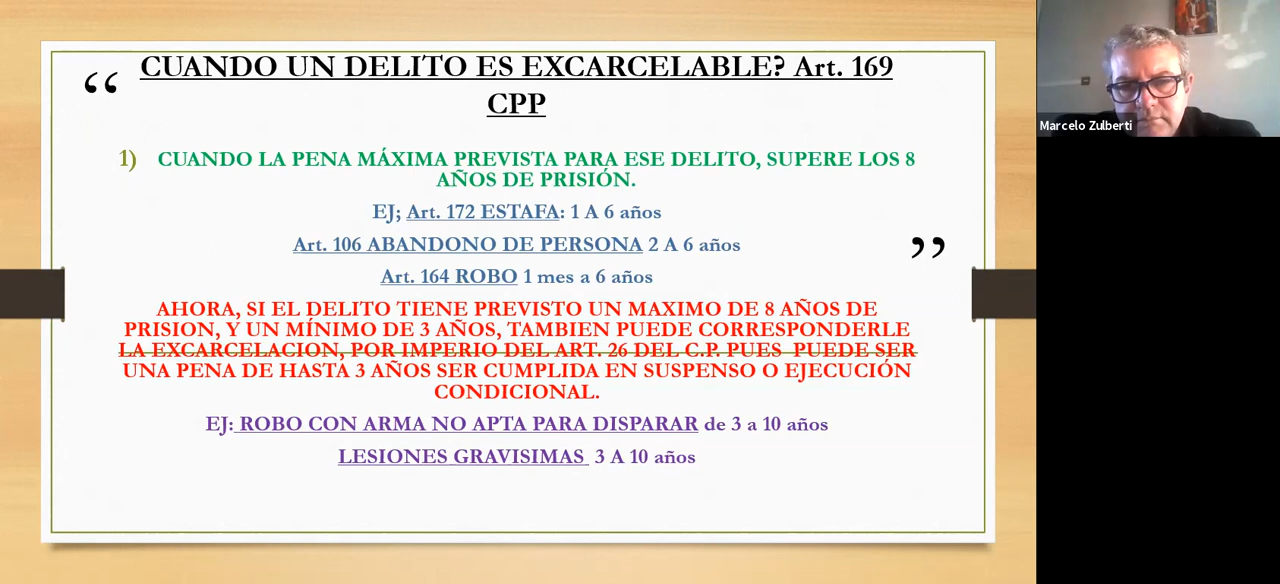 “ CUANDO UN DELITO ES EXCARCELABLE? Art. 169
CPP
1) CUANDO LA PENA MÁXIMA PREVISTA PARA ESE DELITO, SUPERE LOS 8
AÑOS DE PRISIÓN.
EJ; Art. 172 ESTAFA: 1 A 6 años
Art. 106 ABANDONO DE PERSONA 2 A 6 años
”
Art. 164 ROBO 1 mes a 6 años
AHORA, SI EL DELITO TIENE PREVISTO UN MAXIMO DE 8 AÑOS DE
PRISION, Y UN MÍNIMO DE 3 AÑOS, TAMBIEN PUEDE CORRESPONDERLE
LA EXCARCELACION, POR IMPERIO DEL ART. 26 DEL C.P. PUES PUEDE SER
UNA PENA DE HASTA 3 AÑOS SER CUMPLIDA EN SUSPENSO O EJECUCIÓN
CONDICIONAL.
EJ: ROBO CON ARMA NO APTA PARA DISPARAR de 3 a 10 años
LESIONES GRAVISIMAS 3 A 10 años
Marcelo Zulberti